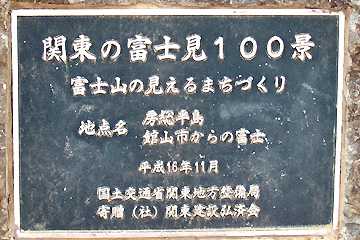 関東の富士見100景
富士山の見えるまちづくり
地点名 房総半島
館山市からの富士
平成16年11月
国土交通省関東地方整備局
寄贈（社）関東建設弘済会